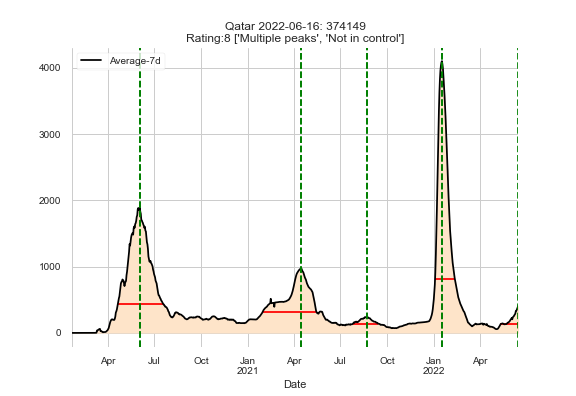 Qatar 2022-06-16: 374149
Rating:8 ['Multiple peaks', 'Not in control']
Average-7d
4000
3000
2000
1000
0
Apr Jul Oct Jan Apr Jul Oct Jan Apr
2021 2022
Date